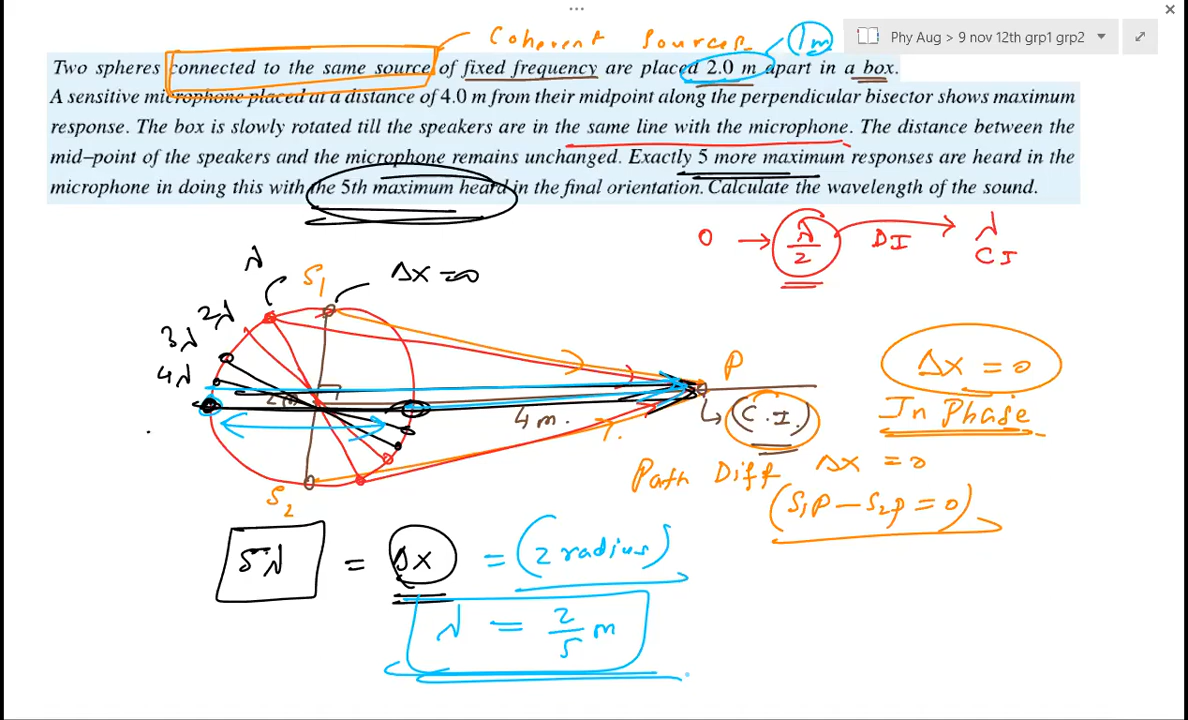 Coherent Sources
1m
Phy Aug > 9 nov 12th grp1 grp2
Two spheres connected to the same source of fixed frequency are placed 2.0 m apart in a box.
A sensitive microphone placed at a distance of 4.0 m from their midpoint along the perpendicular bisector shows maximum
response. The box is slowly rotated till the speakers are in the same line with the microphone. The distance between the
mid–point of the speakers and the microphone remains unchanged. Exactly 5 more maximum responses are heard in the
microphone in doing this with the 5th maximum heard in the final orientation. Calculate the wavelength of the sound.
0 → λ/2 DI → λ
CI
λ
S1
Δx = 0
2λ
3λ
4λ
P
4m.
(C.I.)
S2
Δx = 0
In Phase
Path Diff Δx = 0
(S1P − S2P = 0)
5λ = Δx = (2 radius)
λ = 2/5 m